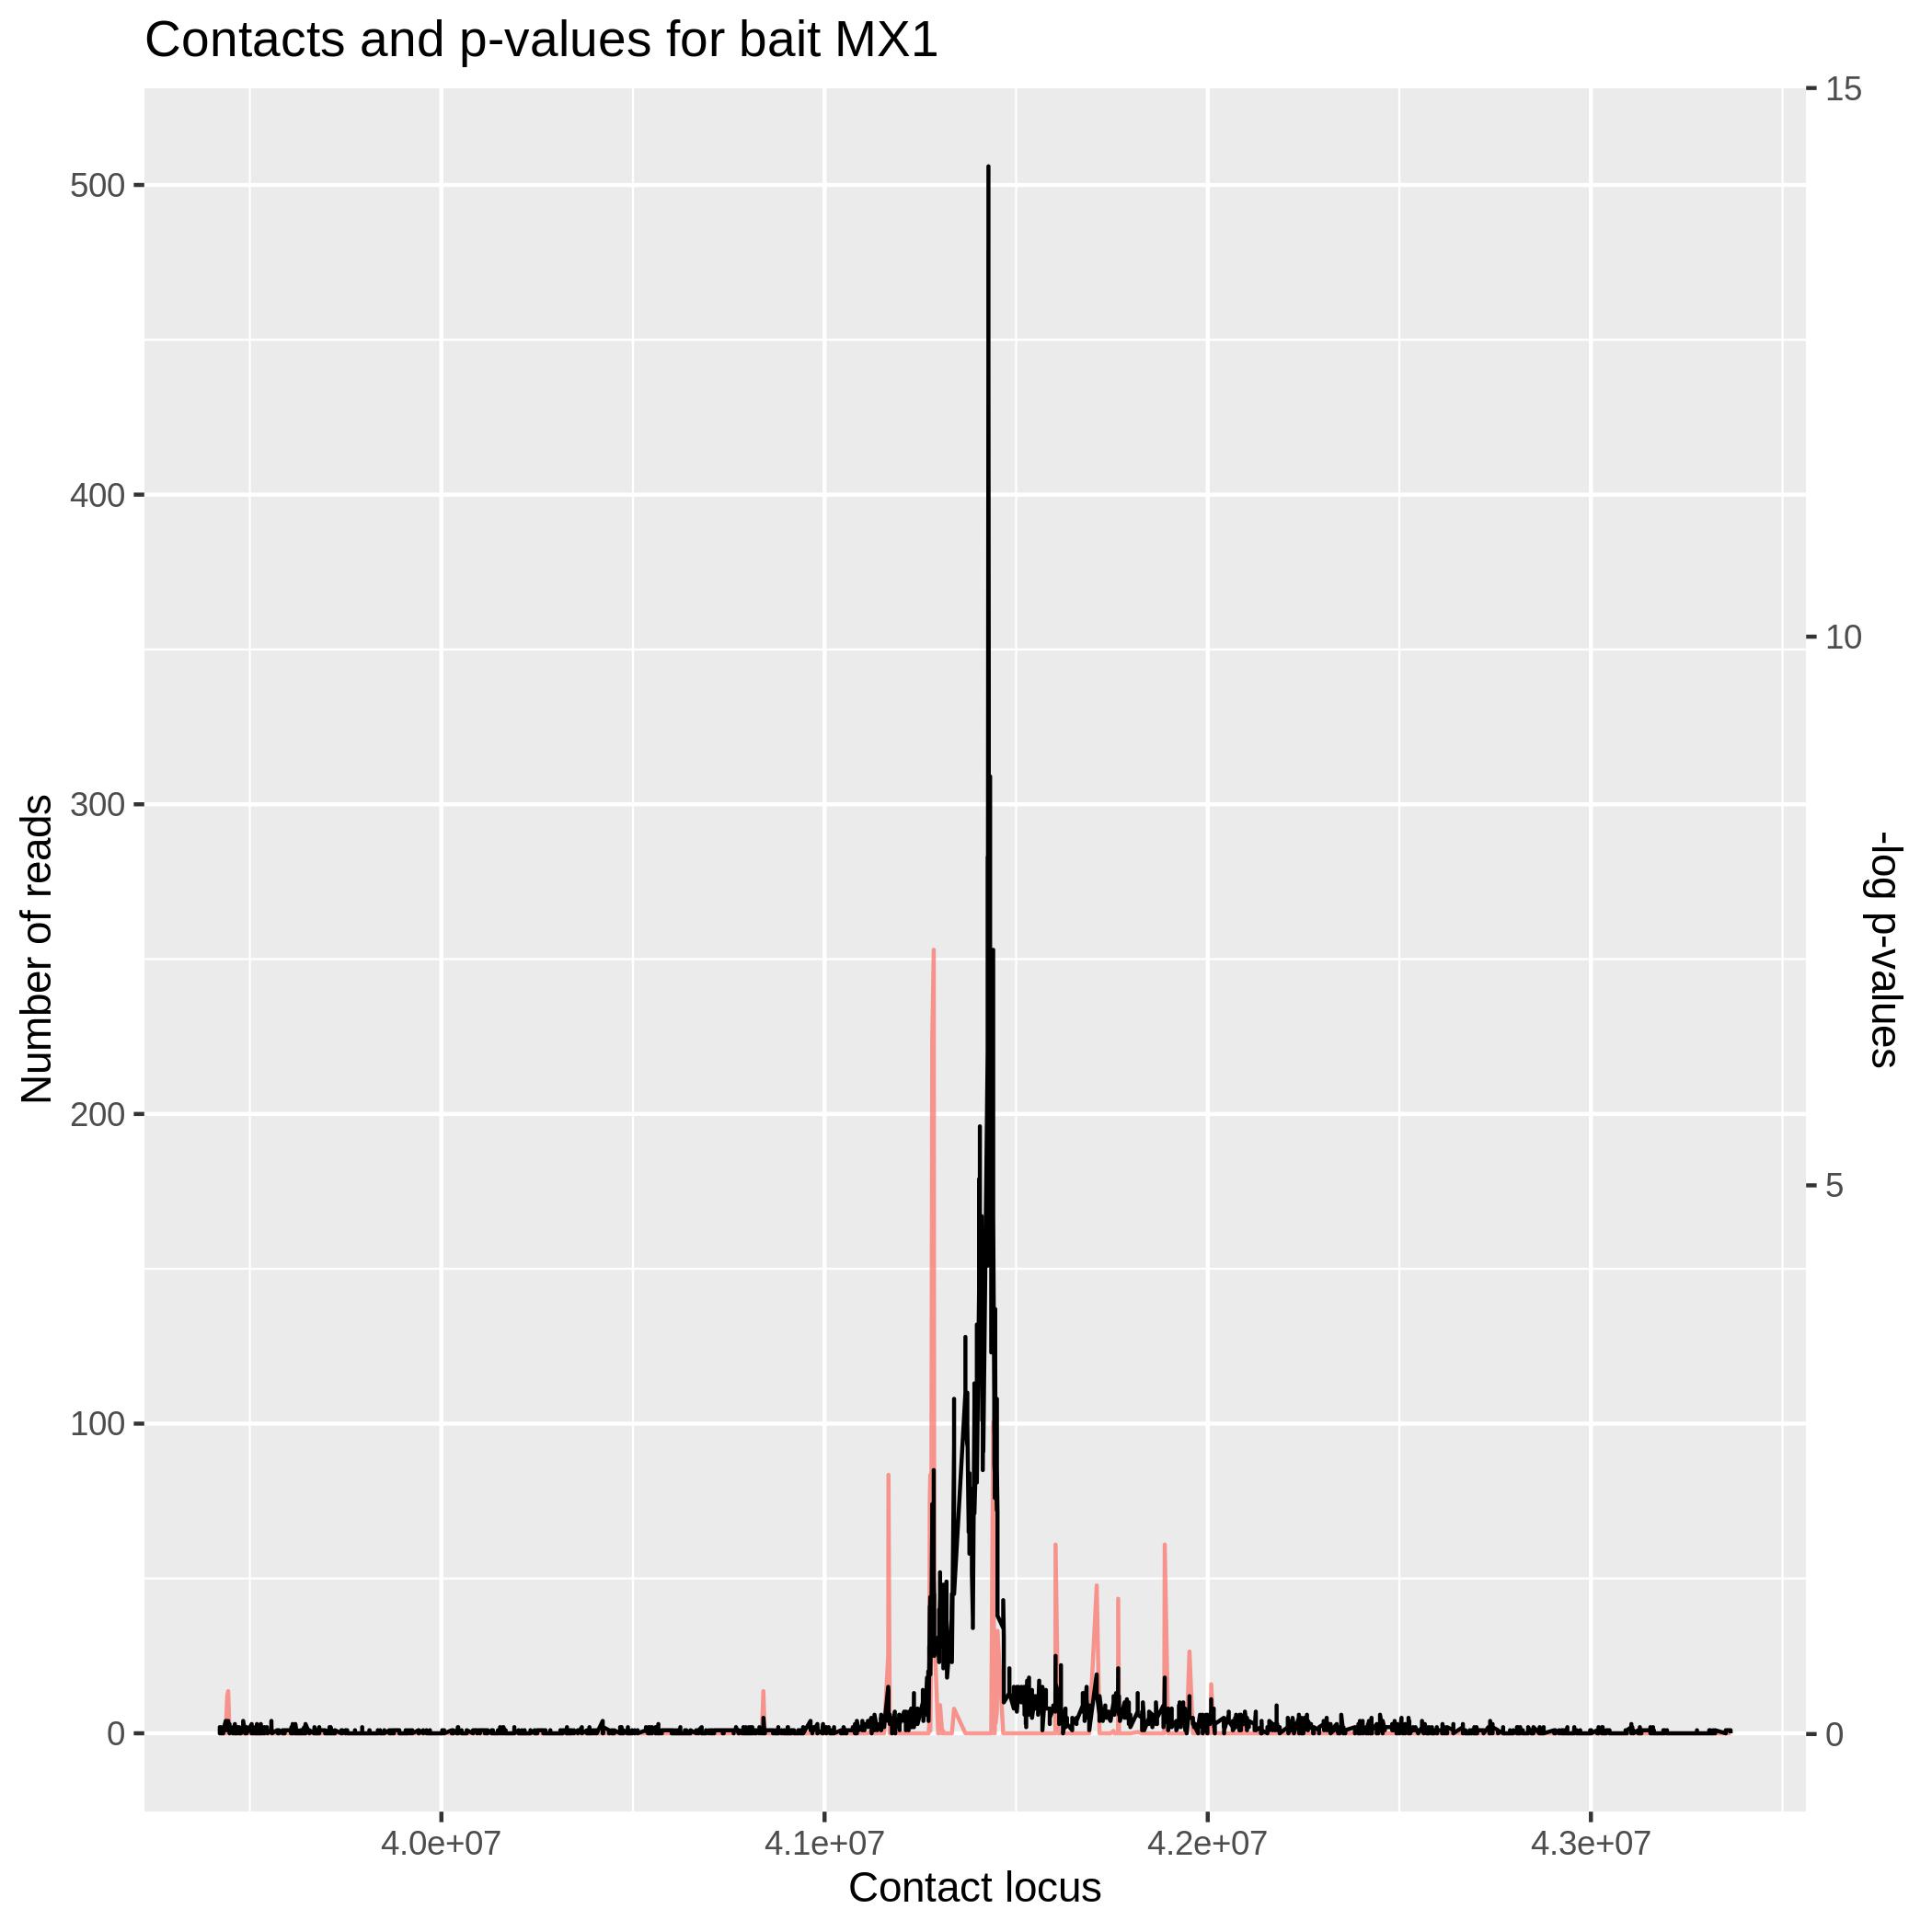 Contacts and p-values for bait MX1
Number of reads
500
400
300
200
100
0
15
10
5
0
-log p-values
4.0e+07
4.1e+07
4.2e+07
4.3e+07
Contact locus